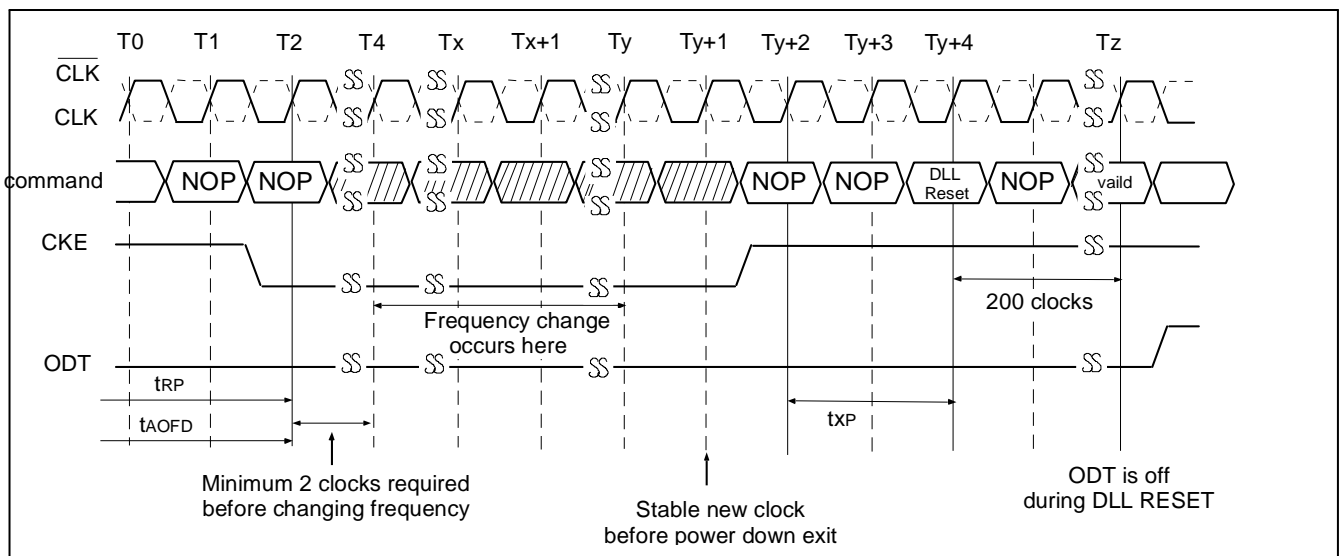 T0 T1 T2 T4 Tx Tx+1 Ty Ty+1 Ty+2 Ty+3 Ty+4 Tz
CLK
CLK
command NOP NOP NOP NOP DLL Reset NOP vaild
CKE
200 clocks
Frequency change
occurs here
ODT
tRP
tAOFD
txP
Minimum 2 clocks required
before changing frequency
Stable new clock
before power down exit
ODT is off
during DLL RESET